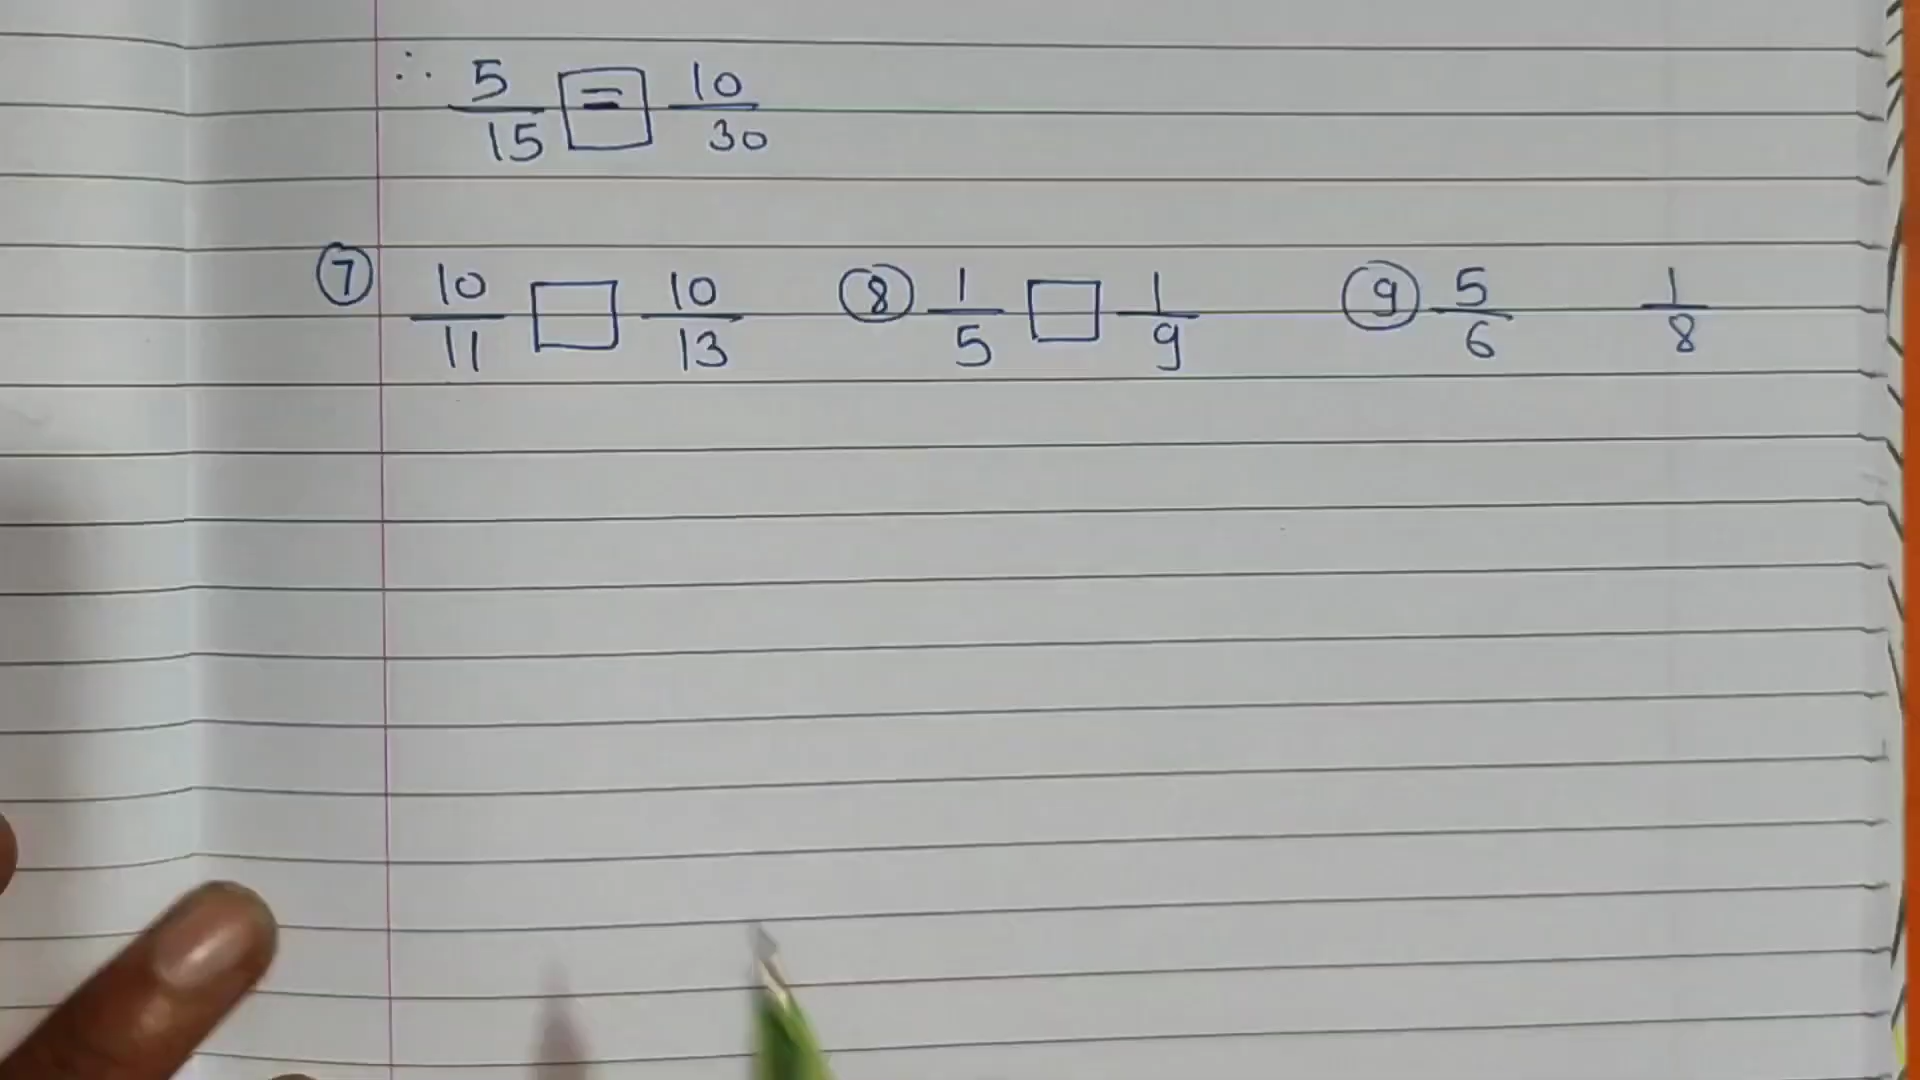 ∴ 5/15 = 10/30
⑦ 10/11 □ 10/13 ⑧ 1/5 □ 1/9 ⑨ 5/6 1/8